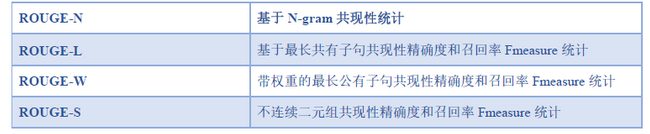 ROUGE-N 基于 N-gram 共现性统计
ROUGE-L 基于最长共有子句共现性精确度和召回率 Fmeasure 统计
ROUGE-W 带权重的最长公有子句共现性精确度和召回率 Fmeasure 统计
ROUGE-S 不连续二元组共现性精确度和召回率 Fmeasure 统计